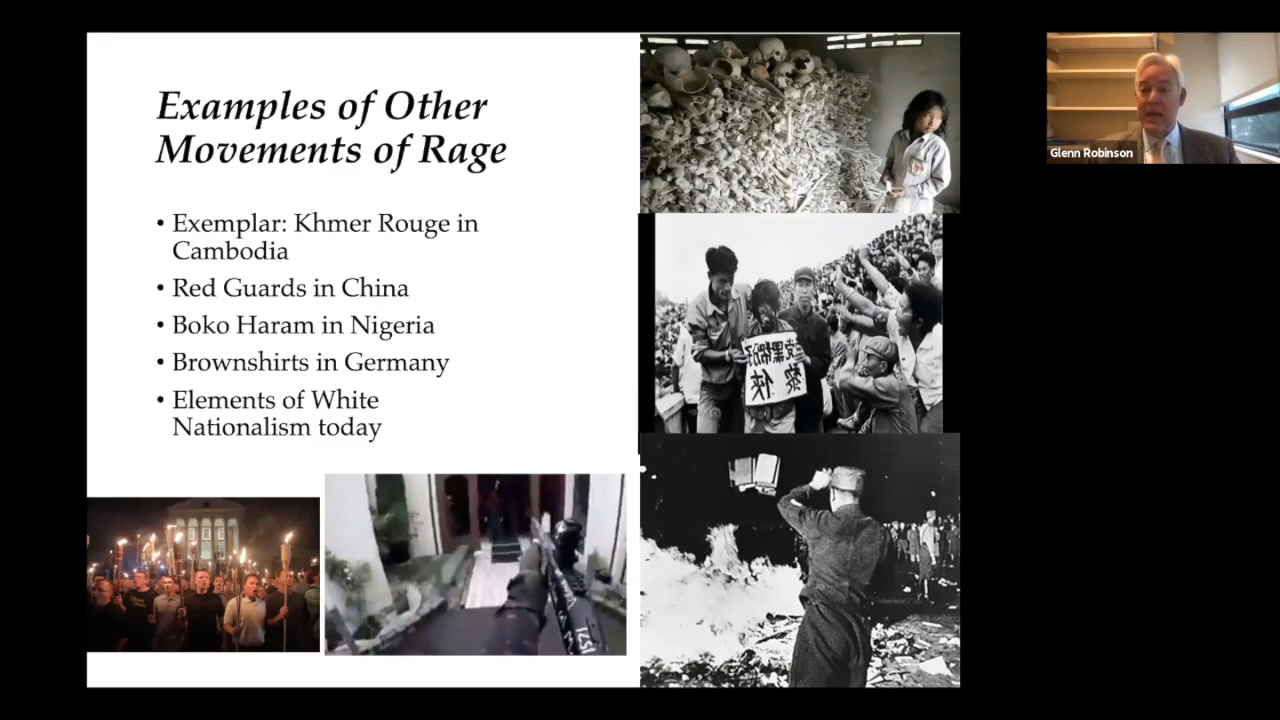 Examples of Other
Movements of Rage
• Exemplar: Khmer Rouge in
Cambodia
• Red Guards in China
• Boko Haram in Nigeria
• Brownshirts in Germany
• Elements of White
Nationalism today
Glenn Robinson